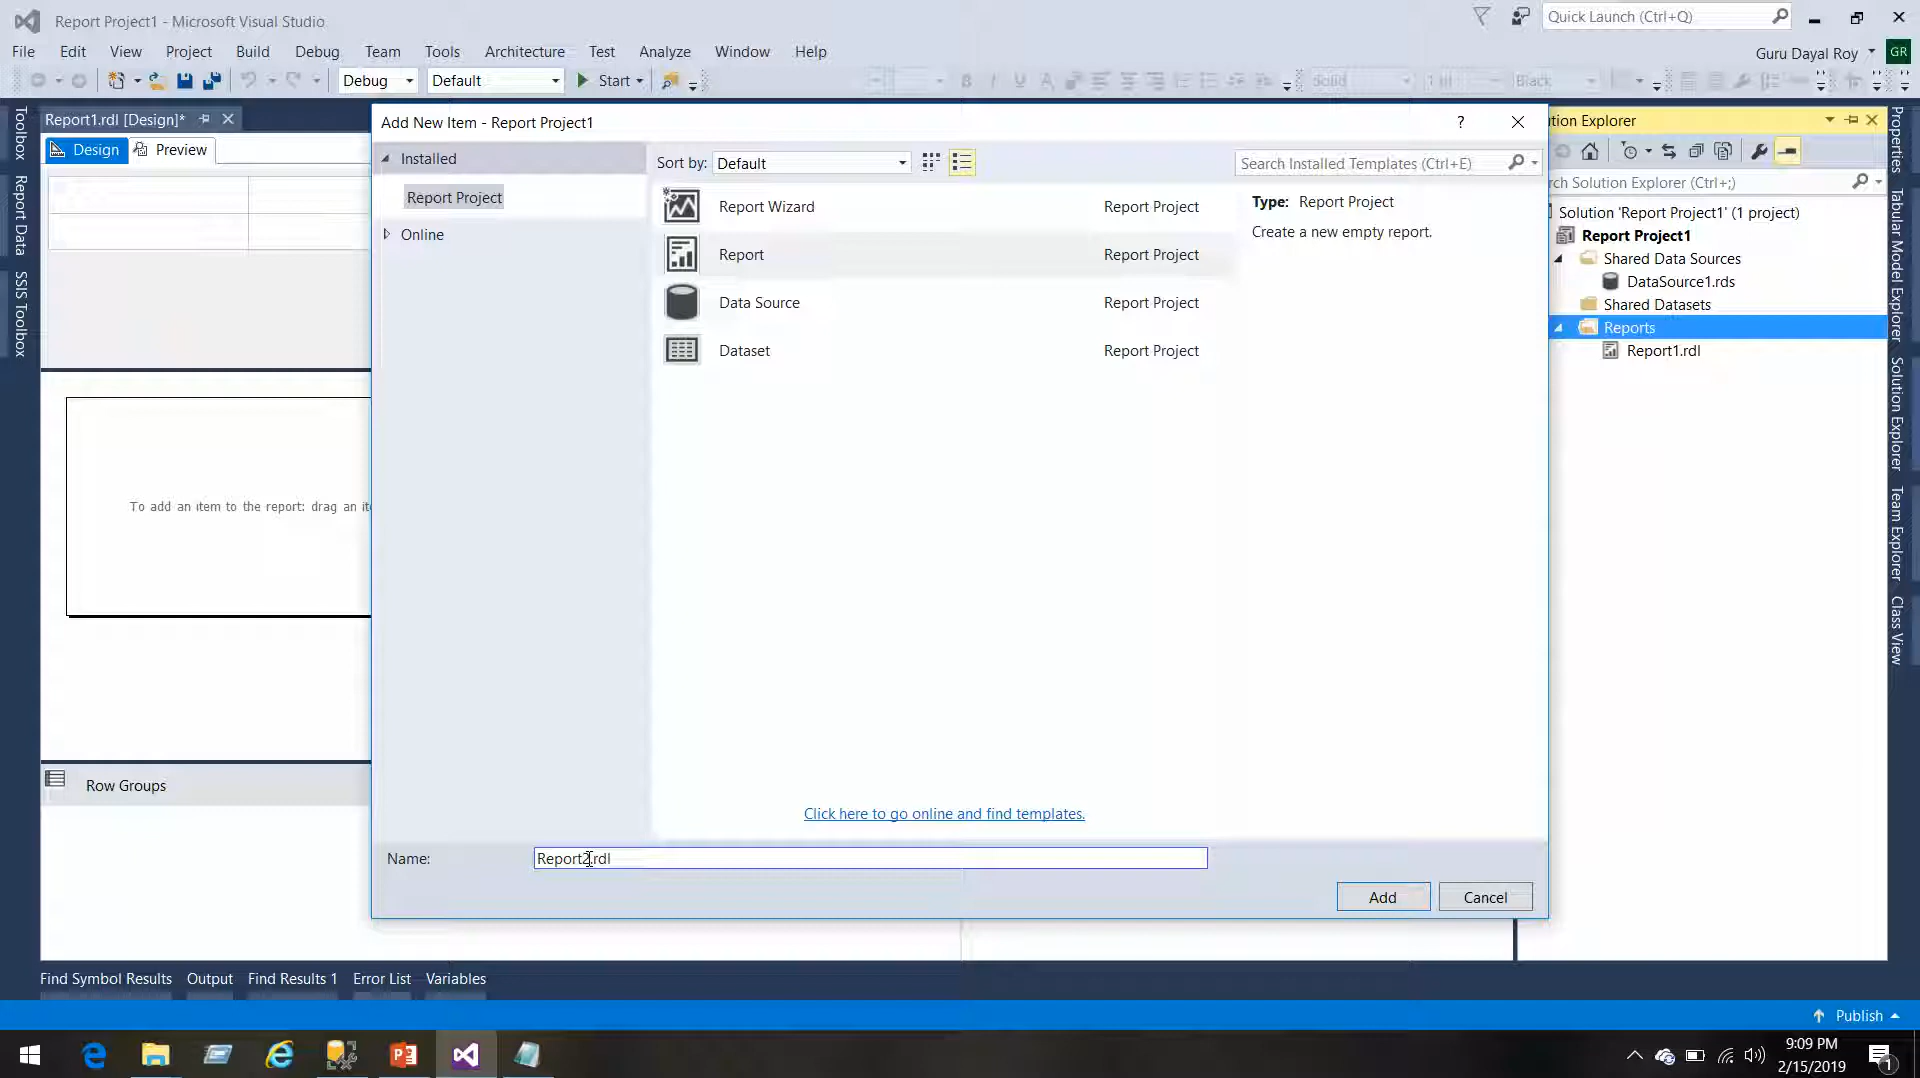 Report Project1 - Microsoft Visual Studio
Quick Launch (Ctrl+Q)
File Edit View Project Build Debug Team Tools Architecture Test Analyze Window Help
Guru Dayal Roy GR
Debug Default Start Solid 1 pt Black
Report1.rdl [Design]*
Design Preview
Toolbox
Report Data
SSIS Toolbox
To add an item to the report: drag an ite
Row Groups
Add New Item - Report Project1
?
Installed
Report Project
Online
Sort by: Default
Search Installed Templates (Ctrl+E)
Report Wizard Report Project
Report Report Project
Data Source Report Project
Dataset Report Project
Type: Report Project
Create a new empty report.
Click here to go online and find templates.
Name: Report2.rdl
Add Cancel
ution Explorer
rch Solution Explorer (Ctrl+;)
Solution 'Report Project1' (1 project)
Report Project1
Shared Data Sources
DataSource1.rds
Shared Datasets
Reports
Report1.rdl
Properties
Tabular Model Explorer
Solution Explorer
Team Explorer
Class View
Find Symbol Results Output Find Results 1 Error List Variables
Publish
9:09 PM
2/15/2019
1